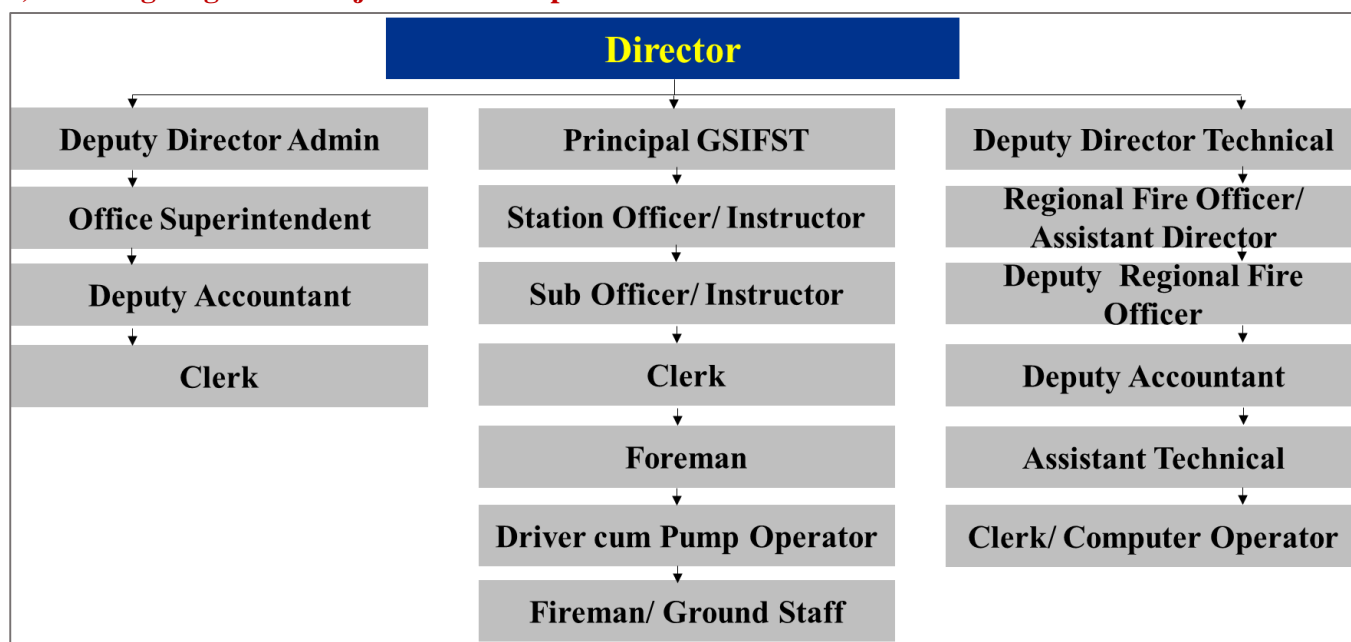 Director
Deputy Director Admin
Office Superintendent
Deputy Accountant
Clerk
Principal GSIFST
Station Officer/ Instructor
Sub Officer/ Instructor
Clerk
Foreman
Driver cum Pump Operator
Fireman/ Ground Staff
Deputy Director Technical
Regional Fire Officer/
Assistant Director
Deputy Regional Fire
Officer
Deputy Accountant
Assistant Technical
Clerk/ Computer Operator